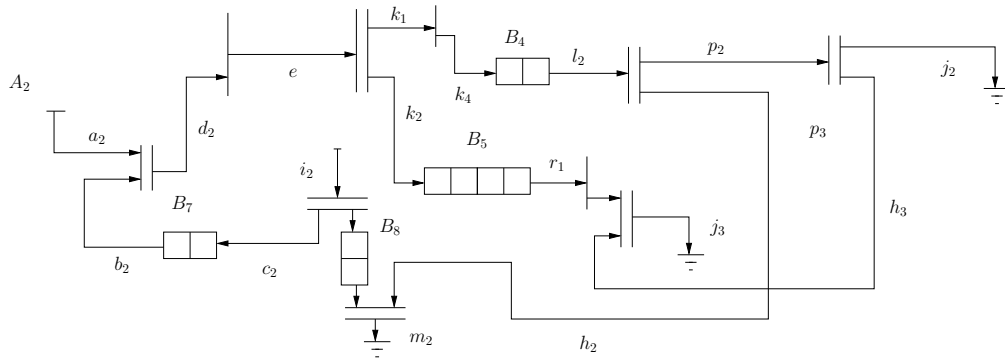 k₁
B₄
A₂
e
l₂
p₂
j₂
a₂
d₂
k₄
k₂
p₃
B₅
r₁
i₂
B₇
h₃
B₈
j₃
b₂
c₂
m₂
h₂